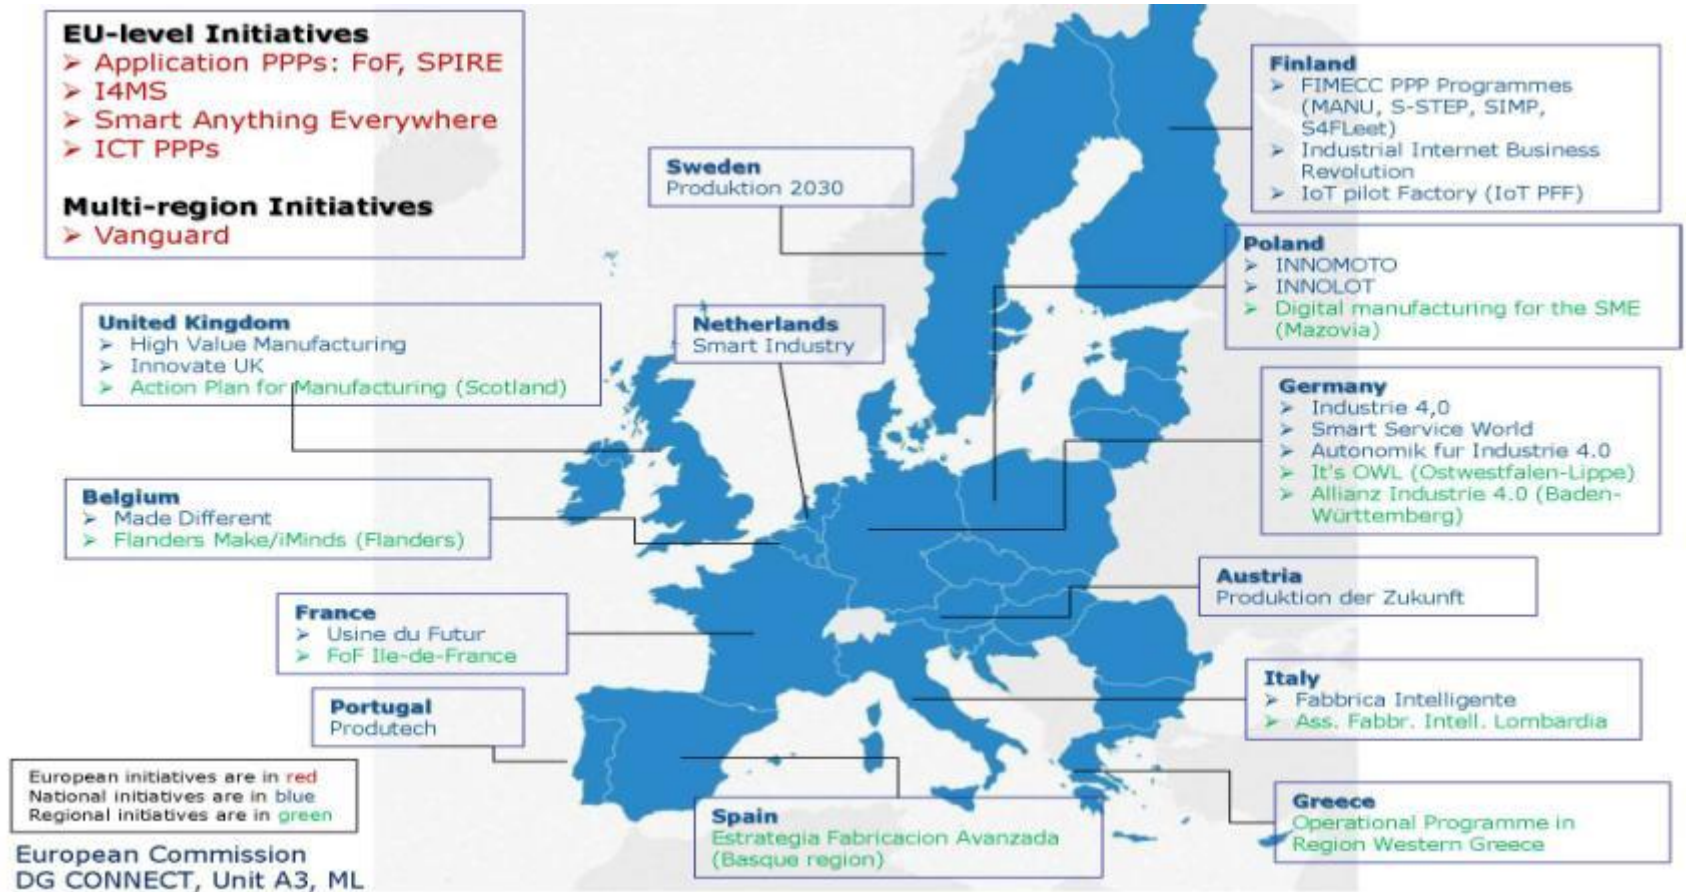 EU-level Initiatives
➢ Application PPPs: FoF, SPIRE
➢ I4MS
➢ Smart Anything Everywhere
➢ ICT PPPs
Multi-region Initiatives
➢ Vanguard
Finland
➢ FIMECC PPP Programmes
(MANU, S-STEP, SIMP,
S4FLeet)
➢ Industrial Internet Business
Revolution
➢ IoT pilot Factory (IoT PFF)
Sweden
Produktion 2030
Poland
➢ INNOMOTO
➢ INNOLOT
➢ Digital manufacturing for the SME
(Mazovia)
United Kingdom
➢ High Value Manufacturing
➢ Innovate UK
➢ Action Plan for Manufacturing (Scotland)
Netherlands
Smart Industry
Germany
➢ Industrie 4,0
➢ Smart Service World
➢ Autonomik fur Industrie 4.0
➢ It's OWL (Ostwestfalen-Lippe)
➢ Allianz Industrie 4.0 (Baden-
Württemberg)
Belgium
➢ Made Different
➢ Flanders Make/iMinds (Flanders)
Austria
Produktion der Zukunft
France
➢ Usine du Futur
➢ FoF Ile-de-France
Italy
➢ Fabbrica Intelligente
➢ Ass. Fabbr. Intell. Lombardia
Portugal
Produtech
European initiatives are in red
National initiatives are in blue
Regional initiatives are in green
Spain
Estrategia Fabricacion Avanzada
(Basque region)
Greece
Operational Programme in
Region Western Greece
European Commission
DG CONNECT, Unit A3, ML